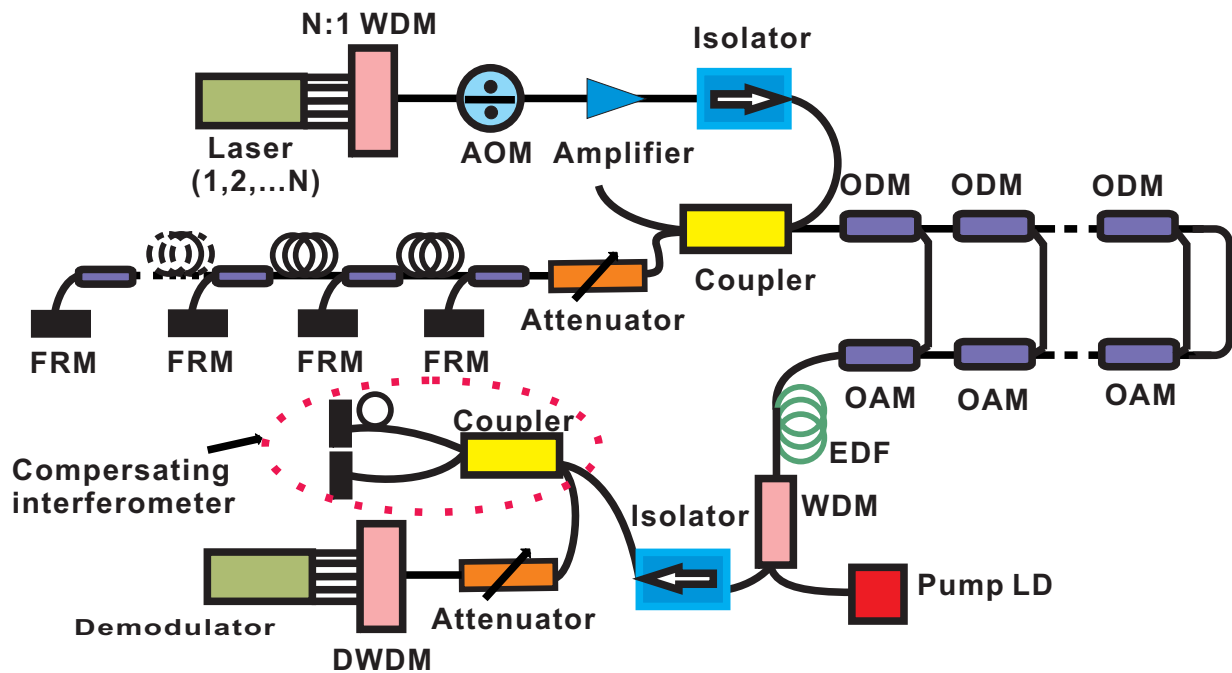 N:1 WDM
Isolator
Laser
(1,2,...N)
AOM
Amplifier
ODM
ODM
ODM
Coupler
Attenuator
FRM
FRM
FRM
FRM
OAM
OAM
OAM
Coupler
EDF
Compersating
interferometer
WDM
Isolator
Pump LD
Attenuator
Demodulator
DWDM